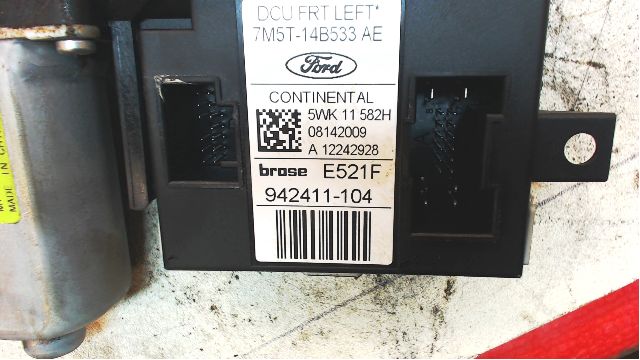 DCU FRT LEFT*
7M5T-14B533 AE
Ford
CONTINENTAL
5WK 11 582H
08142009
A 12242928
brose E521F
942411-104
MADE IN